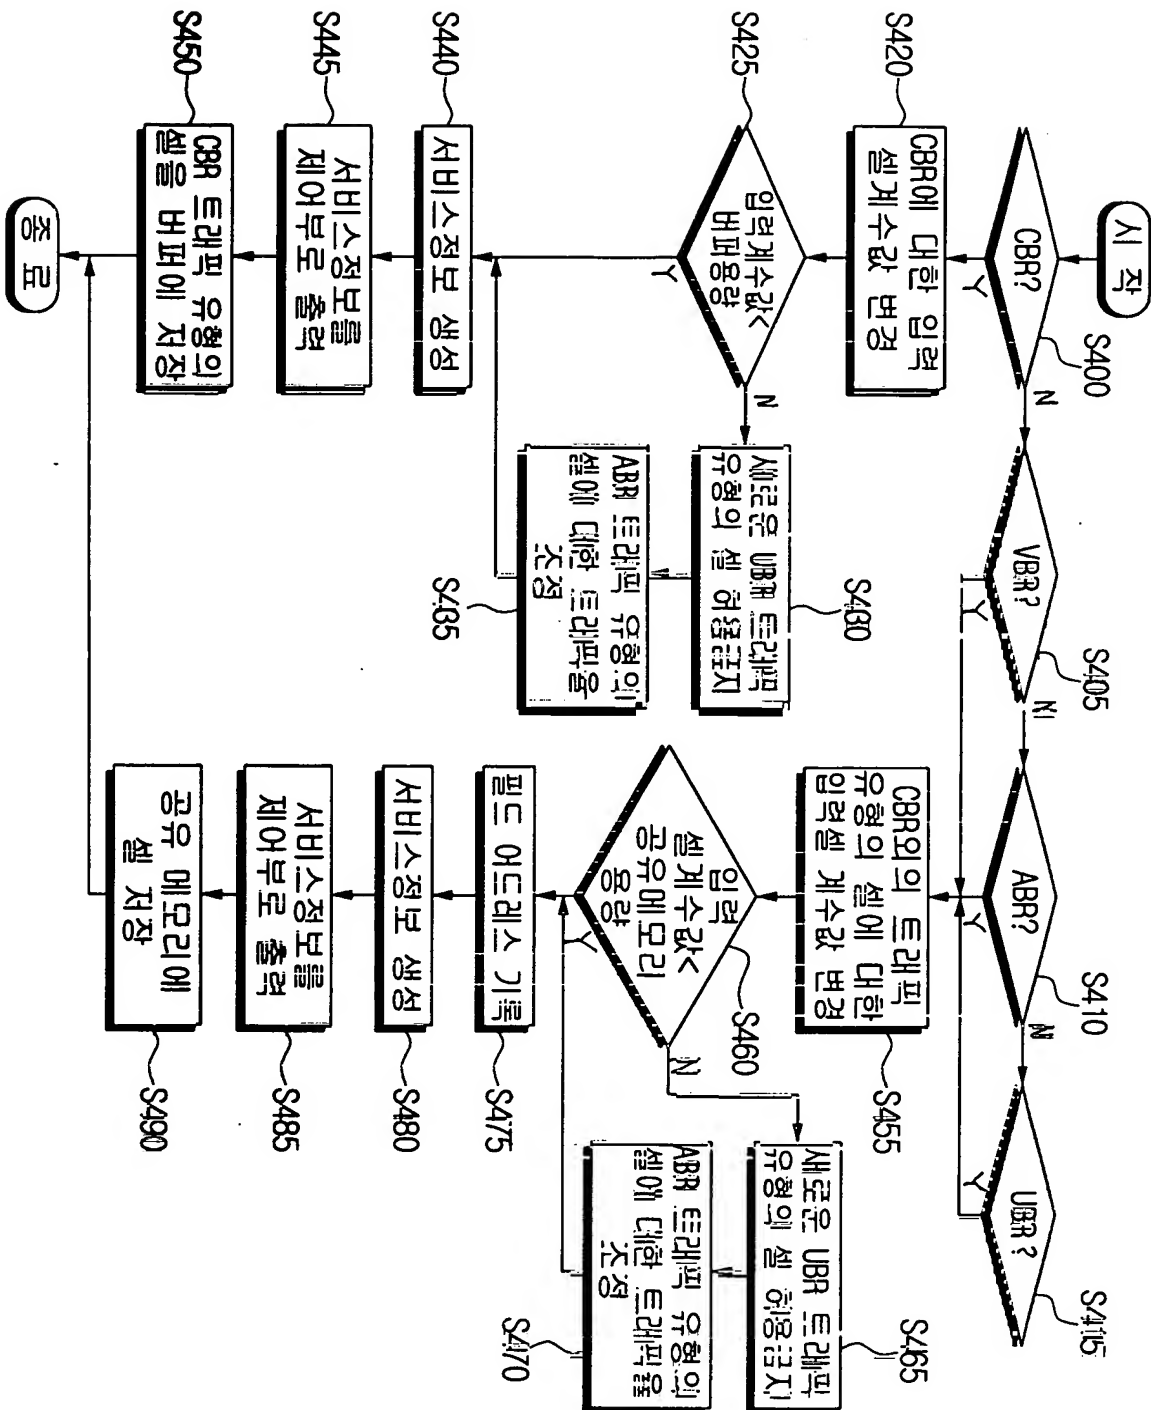 시 작
CBR?
Y
N
S400
VBR?
Y
N
S405
ABR?
Y
N
S410
UBR?
Y
S415
CBR에 대한 입력
셀계수값 변경
S420
입력계수값<
버퍼용량
Y
N
S425
새로운 UBR 트래픽
유형의 셀 허용금지
S430
ABR 트래픽 유형의
셀에 대한 트래픽을
조정
S435
서비스정보 생성
S440
서비스정보를
제어부로 출력
S445
CBR 트래픽 유형의
셀을 버퍼에 저장
S450
종 료
CBR외의 트래픽
유형의 셀에 대한
입력셀 계수값 변경
S455
입력
셀계수값<
공유메모리
용량
Y
N
S460
새로운 UBR 트래픽
유형의 셀 허용금지
S465
ABR 트래픽 유형의
셀에 대한 트래픽을
조정
S470
필드 어드레스 기록
S475
서비스정보 생성
S480
서비스정보를
제어부로 출력
S485
공유 메모리에
셀 저장
S490